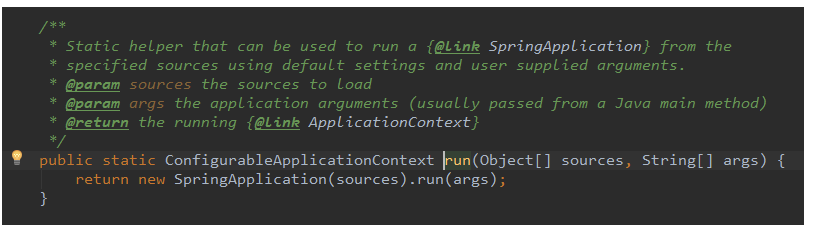 /**
 * Static helper that can be used to run a {@link SpringApplication} from the
 * specified sources using default settings and user supplied arguments.
 * @param sources the sources to load
 * @param args the application arguments (usually passed from a Java main method)
 * @return the running {@link ApplicationContext}
 */
public static ConfigurableApplicationContext run(Object[] sources, String[] args) {
    return new SpringApplication(sources).run(args);
}